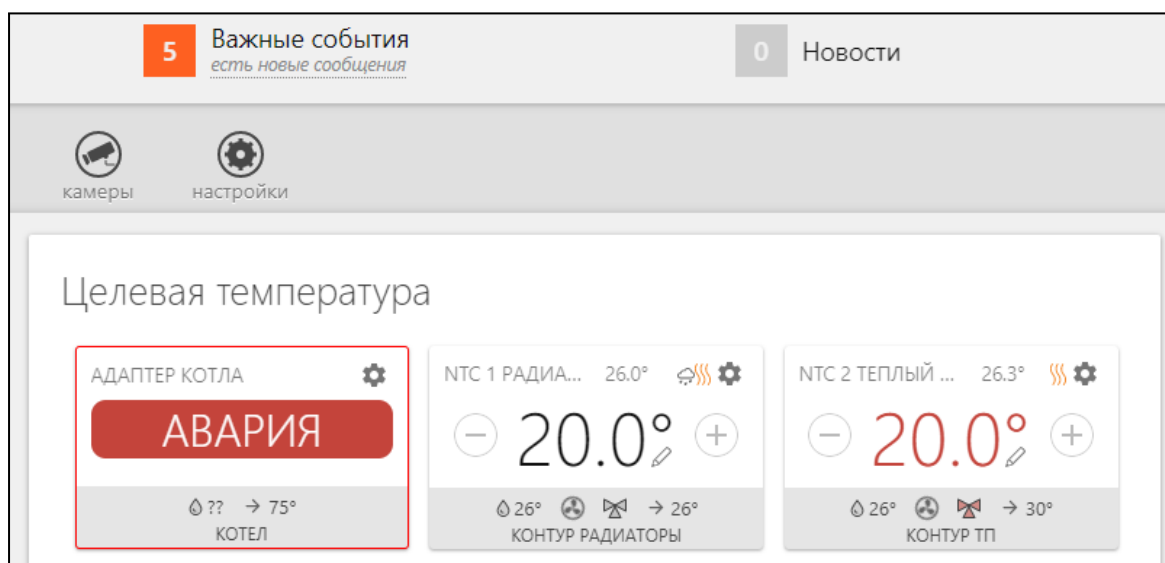 5 Важные события
есть новые сообщения
0 Новости
камеры настройки
Целевая температура
АДАПТЕР КОТЛА
АВАРИЯ
?? → 75°
КОТЕЛ
NTC 1 РАДИА... 26.0°
− 20.0° +
26° → 26°
КОНТУР РАДИАТОРЫ
NTC 2 ТЕПЛЫЙ ... 26.3°
− 20.0° +
26° → 30°
КОНТУР ТП